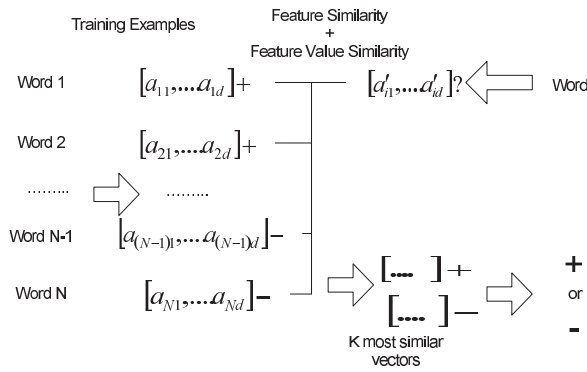 Training Examples
Feature Similarity
+
Feature Value Similarity
Word 1
[a₁₁,....a₁d]+
[a′ᵢ₁,....a′id]?
Word
Word 2
[a₂₁,....a₂d]+
.........
.........
Word N-1
[a(N−1)1,....a(N−1)d]−
Word N
[aN1,....aNd]−
[.... ]+
[.... ]−
K most similar
vectors
+
or
-